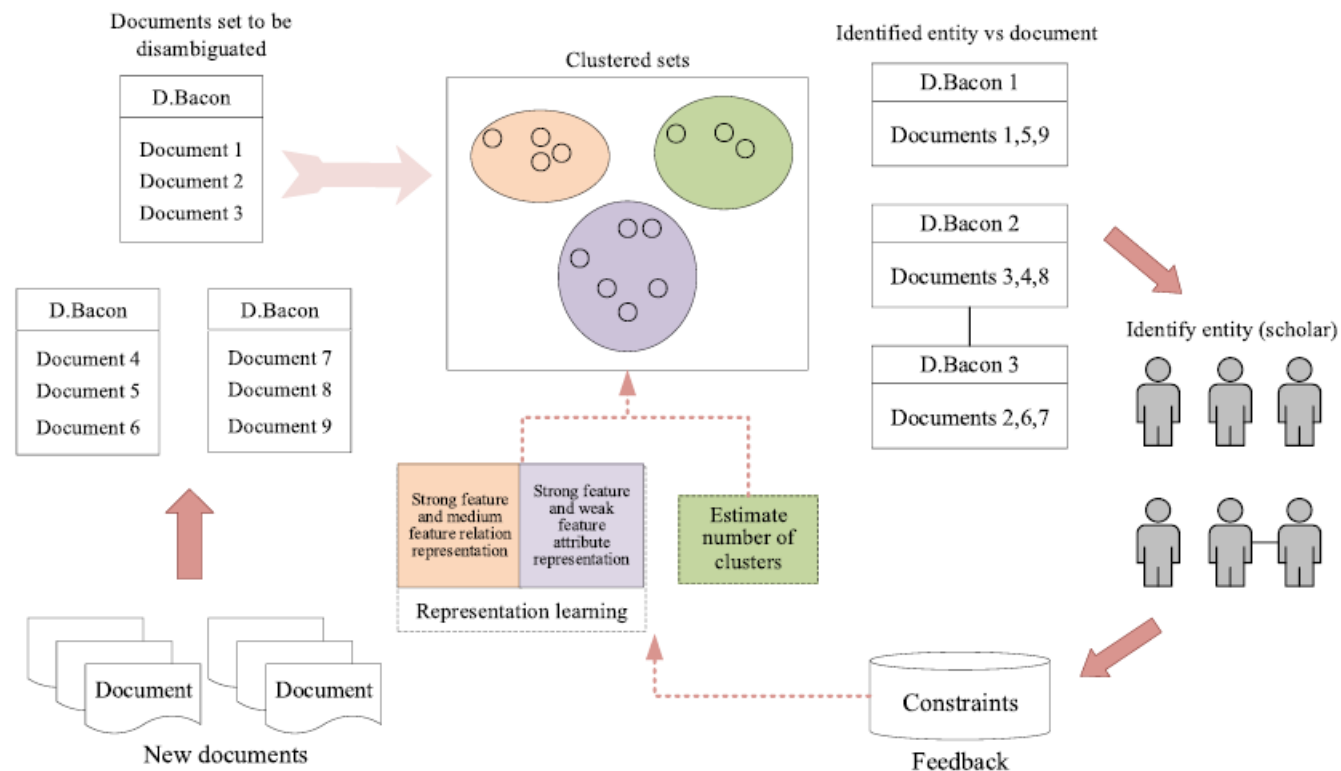 Documents set to be
disambiguated
D.Bacon
Document 1
Document 2
Document 3
D.Bacon
Document 4
Document 5
Document 6
D.Bacon
Document 7
Document 8
Document 9
Document
Document
New documents
Clustered sets
Strong feature
and medium
feature relation
representation
Strong feature
and weak
feature
attribute
representation
Representation learning
Estimate
number of
clusters
Identified entity vs document
D.Bacon 1
Documents 1,5,9
D.Bacon 2
Documents 3,4,8
D.Bacon 3
Documents 2,6,7
Identify entity (scholar)
Constraints
Feedback